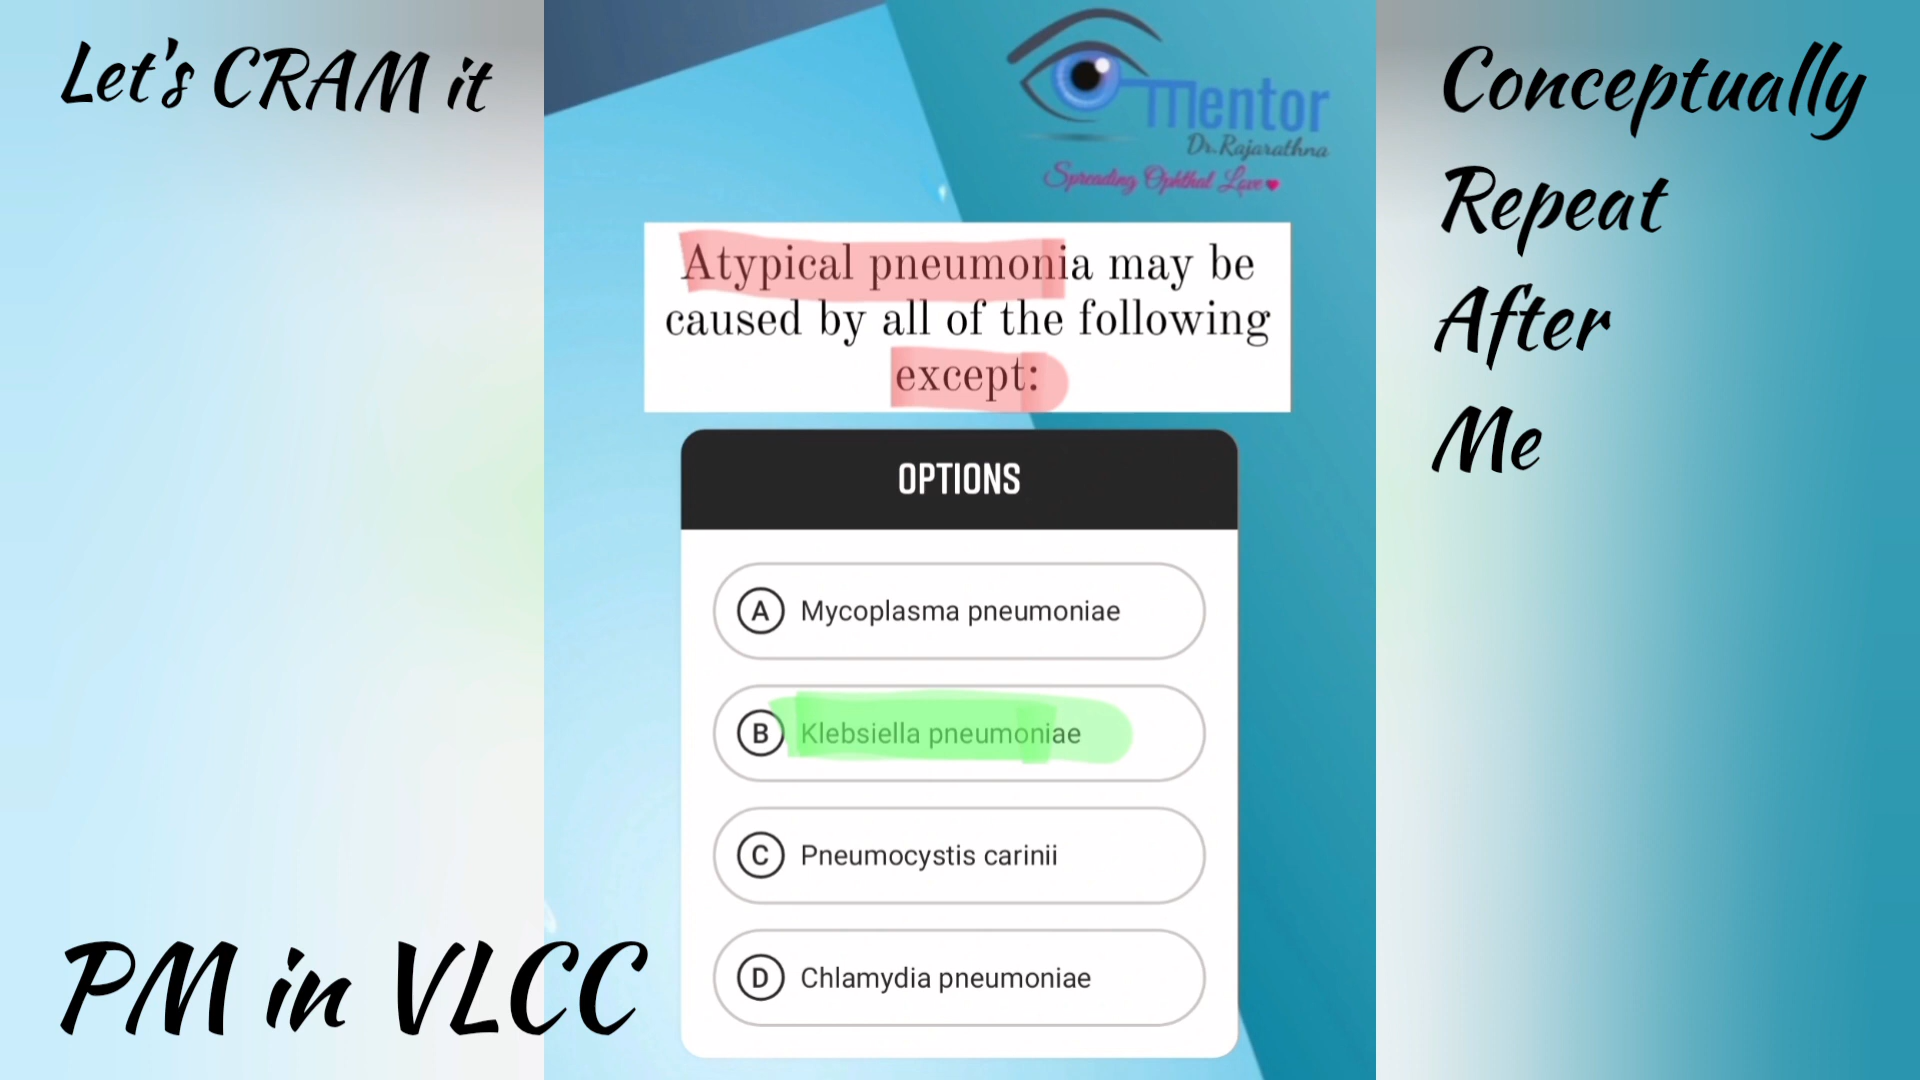 Let's CRAM it
mentor
Dr.Rajarathna
Spreading Ophthal Love
Conceptually
Repeat
After
Me
Atypical pneumonia may be
caused by all of the following
except:
OPTIONS
A Mycoplasma pneumoniae
B Klebsiella pneumoniae
C Pneumocystis carinii
D Chlamydia pneumoniae
PM in VLCC